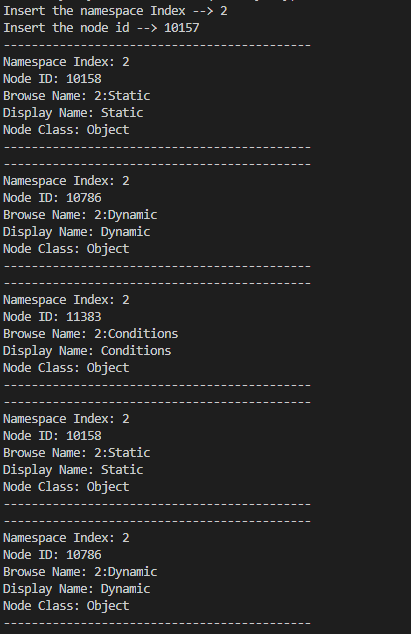 Insert the namespace Index --> 2
Insert the node id --> 10157
--------------------------------------------
Namespace Index: 2
Node ID: 10158
Browse Name: 2:Static
Display Name: Static
Node Class: Object
--------------------------------------------
--------------------------------------------
Namespace Index: 2
Node ID: 10786
Browse Name: 2:Dynamic
Display Name: Dynamic
Node Class: Object
--------------------------------------------
--------------------------------------------
Namespace Index: 2
Node ID: 11383
Browse Name: 2:Conditions
Display Name: Conditions
Node Class: Object
--------------------------------------------
--------------------------------------------
Namespace Index: 2
Node ID: 10158
Browse Name: 2:Static
Display Name: Static
Node Class: Object
--------------------------------------------
--------------------------------------------
Namespace Index: 2
Node ID: 10786
Browse Name: 2:Dynamic
Display Name: Dynamic
Node Class: Object
--------------------------------------------